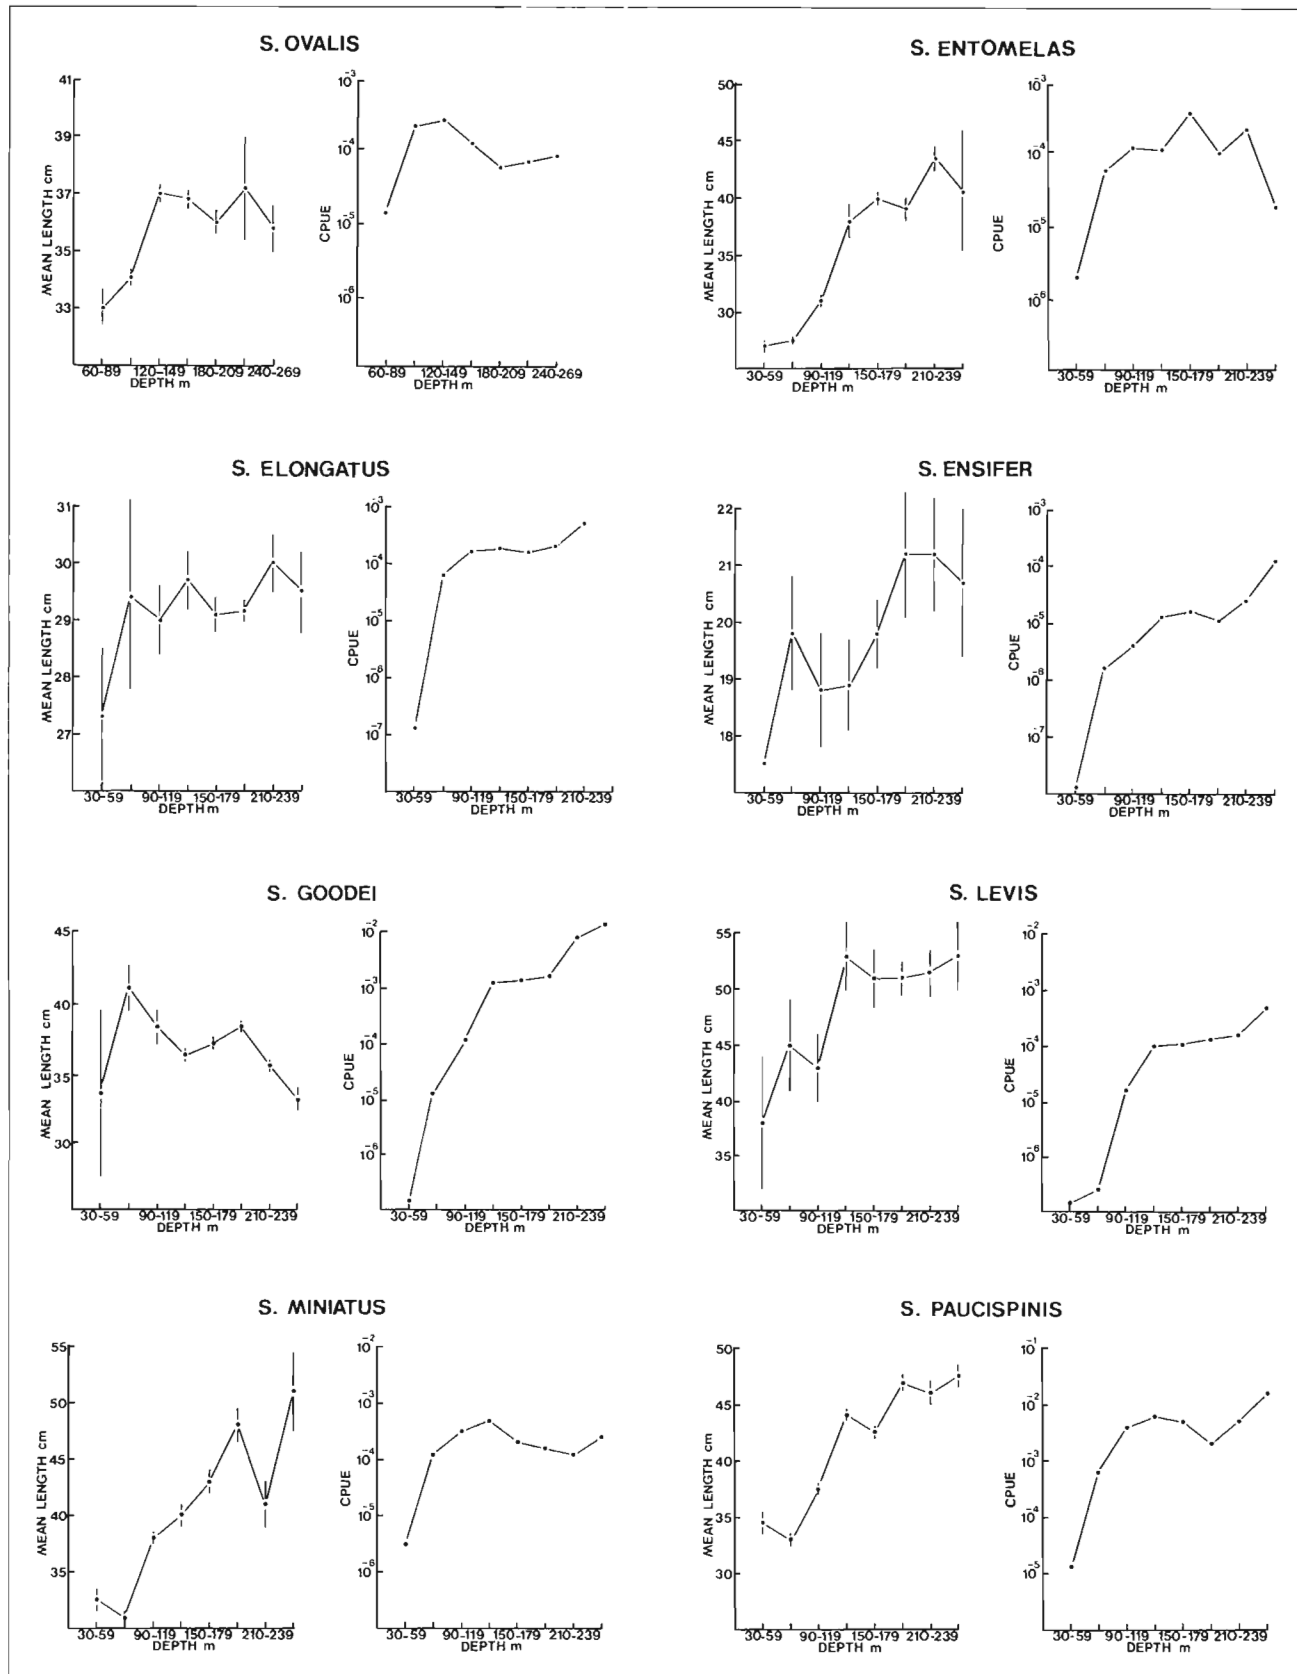 S. OVALIS
MEAN LENGTH cm
41
39
37
35
33
60-89 120-149 180-209 240-269
DEPTH m
CPUE
10-3
10-4
10-5
10-6
60-89 120-149 180-209 240-269
DEPTH m
S. ENTOMELAS
MEAN LENGTH cm
50
45
40
35
30
30-59 90-119 150-179 210-239
DEPTH m
CPUE
10-3
10-4
10-5
10-6
30-59 90-119 150-179 210-239
DEPTH m
S. ELONGATUS
MEAN LENGTH cm
31
30
29
28
27
30-59 90-119 150-179 210-239
DEPTH m
CPUE
10-3
10-4
10-5
10-6
10-7
30-59 90-119 150-179 210-239
DEPTH m
S. ENSIFER
MEAN LENGTH cm
22
21
20
19
18
30-59 90-119 150-179 210-239
DEPTH m
CPUE
10-3
10-4
10-5
10-6
10-7
30-59 90-119 150-179 210-239
DEPTH m
S. GOODEI
MEAN LENGTH cm
45
40
35
30
30-59 90-119 150-179 210-239
DEPTH m
CPUE
10-2
10-3
10-4
10-5
10-6
30-59 90-119 150-179 210-239
DEPTH m
S. LEVIS
MEAN LENGTH cm
55
50
45
40
35
30-59 90-119 150-179 210-239
DEPTH m
CPUE
10-2
10-3
10-4
10-5
10-6
30-59 90-119 150-179 210-239
DEPTH m
S. MINIATUS
MEAN LENGTH cm
55
50
45
40
35
30-59 90-119 150-179 210-239
DEPTH m
CPUE
10-2
10-3
10-4
10-5
10-6
30-59 90-119 150-179 210-239
DEPTH m
S. PAUCISPINIS
MEAN LENGTH cm
50
45
40
35
30
30-59 90-119 150-179 210-239
DEPTH m
CPUE
10-1
10-2
10-3
10-4
10-5
30-59 90-119 150-179 210-239
DEPTH m